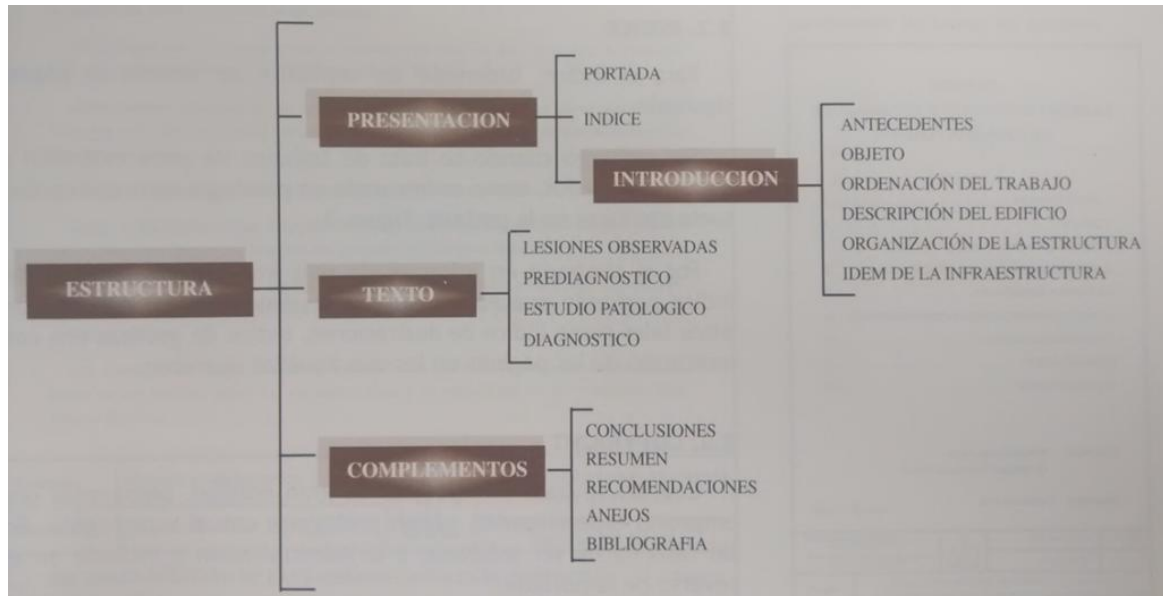 ESTRUCTURA
PRESENTACION
PORTADA
INDICE
INTRODUCCION
ANTECEDENTES
OBJETO
ORDENACIÓN DEL TRABAJO
DESCRIPCIÓN DEL EDIFICIO
ORGANIZACIÓN DE LA ESTRUCTURA
IDEM DE LA INFRAESTRUCTURA
TEXTO
LESIONES OBSERVADAS
PREDIAGNOSTICO
ESTUDIO PATOLOGICO
DIAGNOSTICO
COMPLEMENTOS
CONCLUSIONES
RESUMEN
RECOMENDACIONES
ANEJOS
BIBLIOGRAFIA